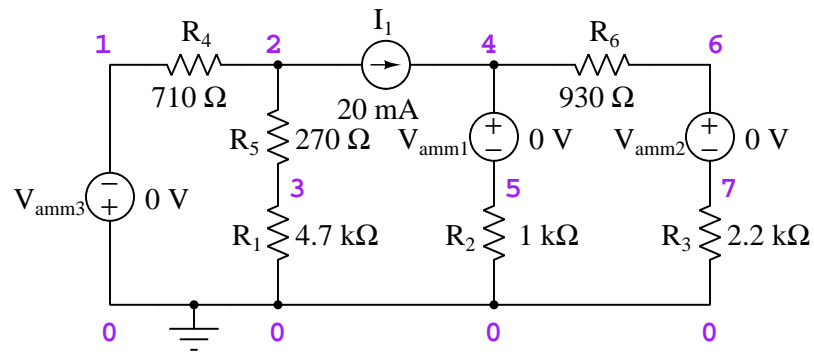 I₁
R₄
R₆
1
2
4
6
710 Ω
20 mA
930 Ω
R₅
270 Ω
Vamm1
0 V
Vamm2
0 V
3
5
7
Vamm3
0 V
R₁
4.7 kΩ
R₂
1 kΩ
R₃
2.2 kΩ
0
0
0
0